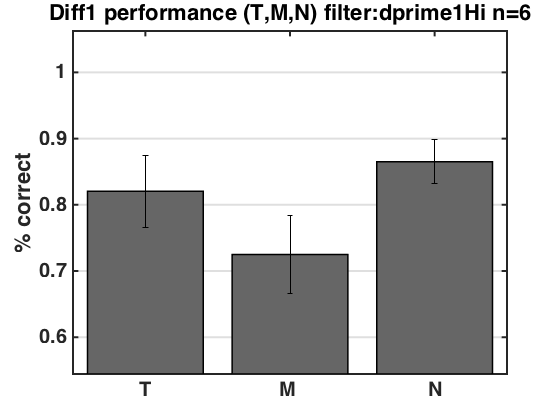 Diff1 performance (T,M,N) filter:dprime1Hi n=6
% correct
1
0.9
0.8
0.7
0.6
T M N